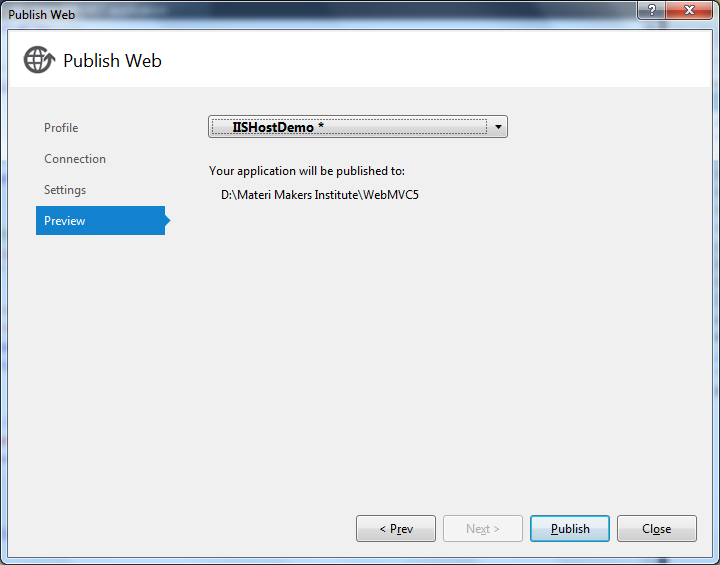 Publish Web
?
Publish Web
Profile
IISHostDemo *
Connection
Your application will be published to:
Settings
D:\Materi Makers Institute\WebMVC5
Preview
< Prev
Next >
Publish
Close